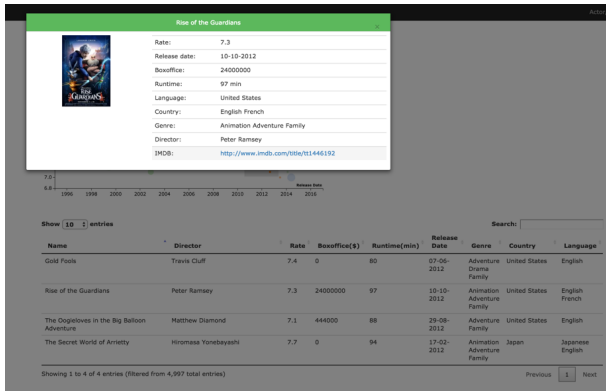 Actor
Rise of the Guardians
×
RISE
OF THE
GUARDIANS
Rate: 7.3
Release date: 10-10-2012
Boxoffice: 24000000
Runtime: 97 min
Language: United States
Country: English French
Genre: Animation Adventure Family
Director: Peter Ramsey
IMDB: http://www.imdb.com/title/tt1446192
7.0
1996 1998 2000 2002 2004 2006 2008 2010 2012 2014 2016
Release Date
Show 10 entries Search:
Name Director Rate Boxoffice($) Runtime(min) Release Date Genre Country Language
Gold Fools Travis Cluff 7.4 0 80 07-06-2012 Adventure Drama Family United States English
Rise of the Guardians Peter Ramsey 7.3 24000000 97 10-10-2012 Animation Adventure Family United States English French
The Oogieloves in the Big Balloon Adventure Matthew Diamond 7.1 444000 88 29-08-2012 Adventure Family United States English
The Secret World of Arrietty Hiromasa Yonebayashi 7.7 0 94 17-02-2012 Animation Adventure Family Japan Japanese English
Showing 1 to 4 of 4 entries (filtered from 4,997 total entries) Previous 1 Next